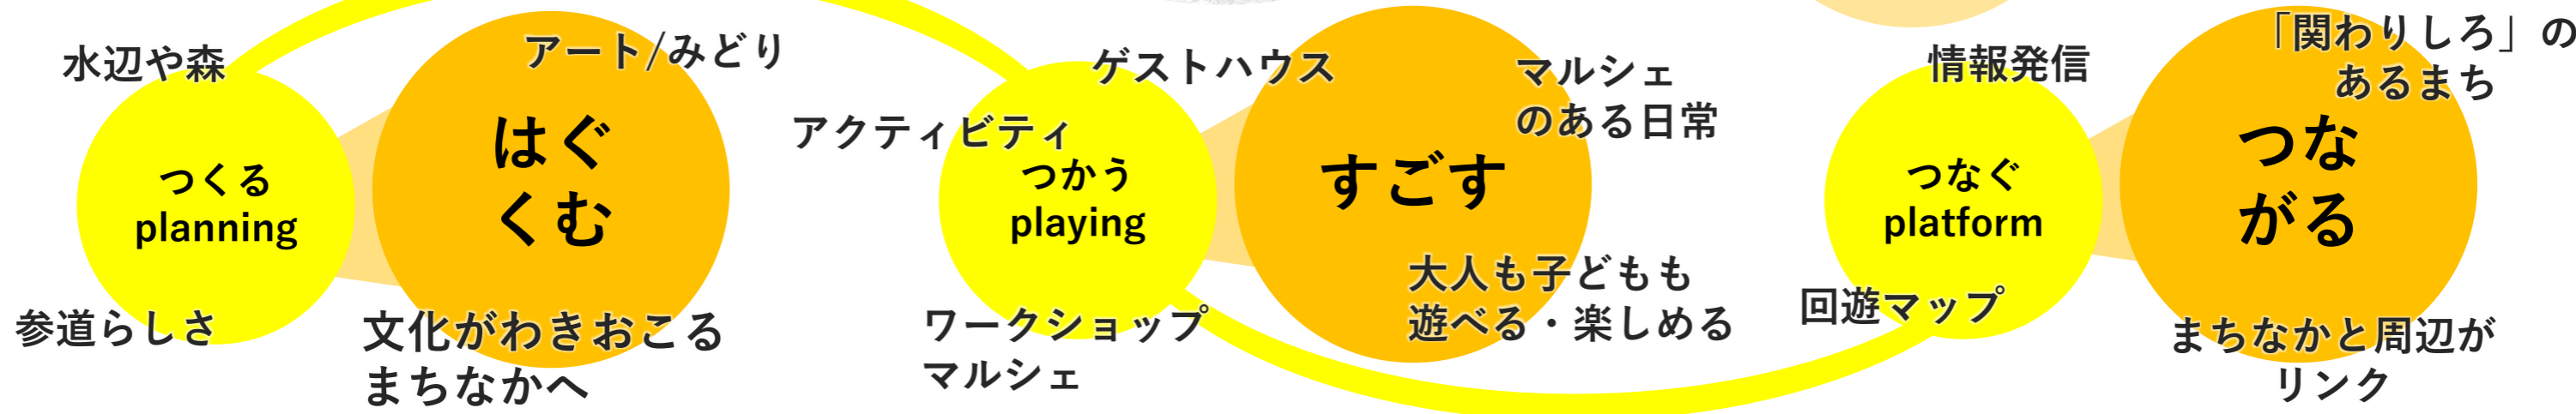 水辺や森
アート/みどり
つくる
planning
はぐ
くむ
参道らしさ
文化がわきおこる
まちなかへ
ゲストハウス
アクティビティ
マルシェ
のある日常
つかう
playing
すごす
ワークショップ
マルシェ
大人も子どもも
遊べる・楽しめる
情報発信
「関わりしろ」の
あるまち
つなぐ
platform
つな
がる
回遊マップ
まちなかと周辺が
リンク